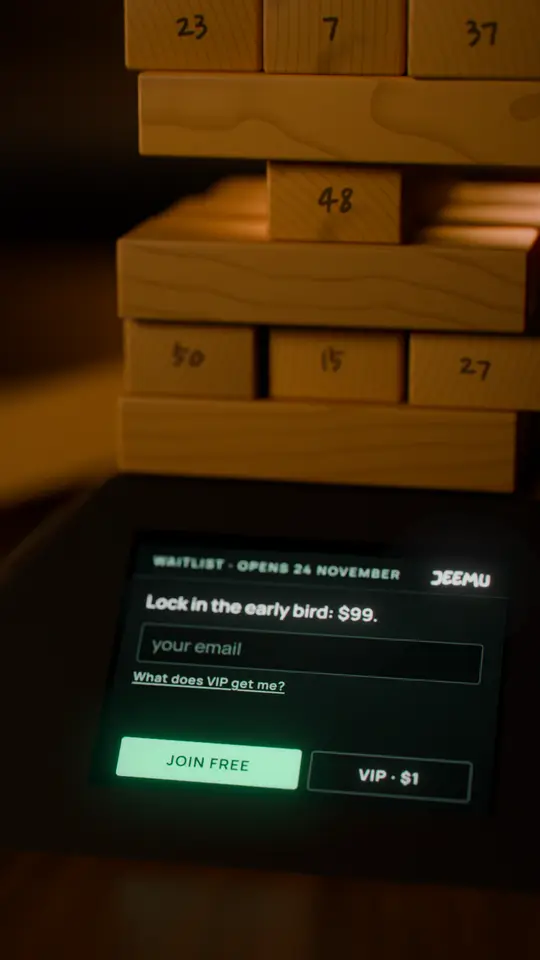 23 7 37
48
50 15 27
WAITLIST · OPENS 24 NOVEMBER
JEEMU
Lock in the early bird: $99.
your email
What does VIP get me?
JOIN FREE
VIP · $1